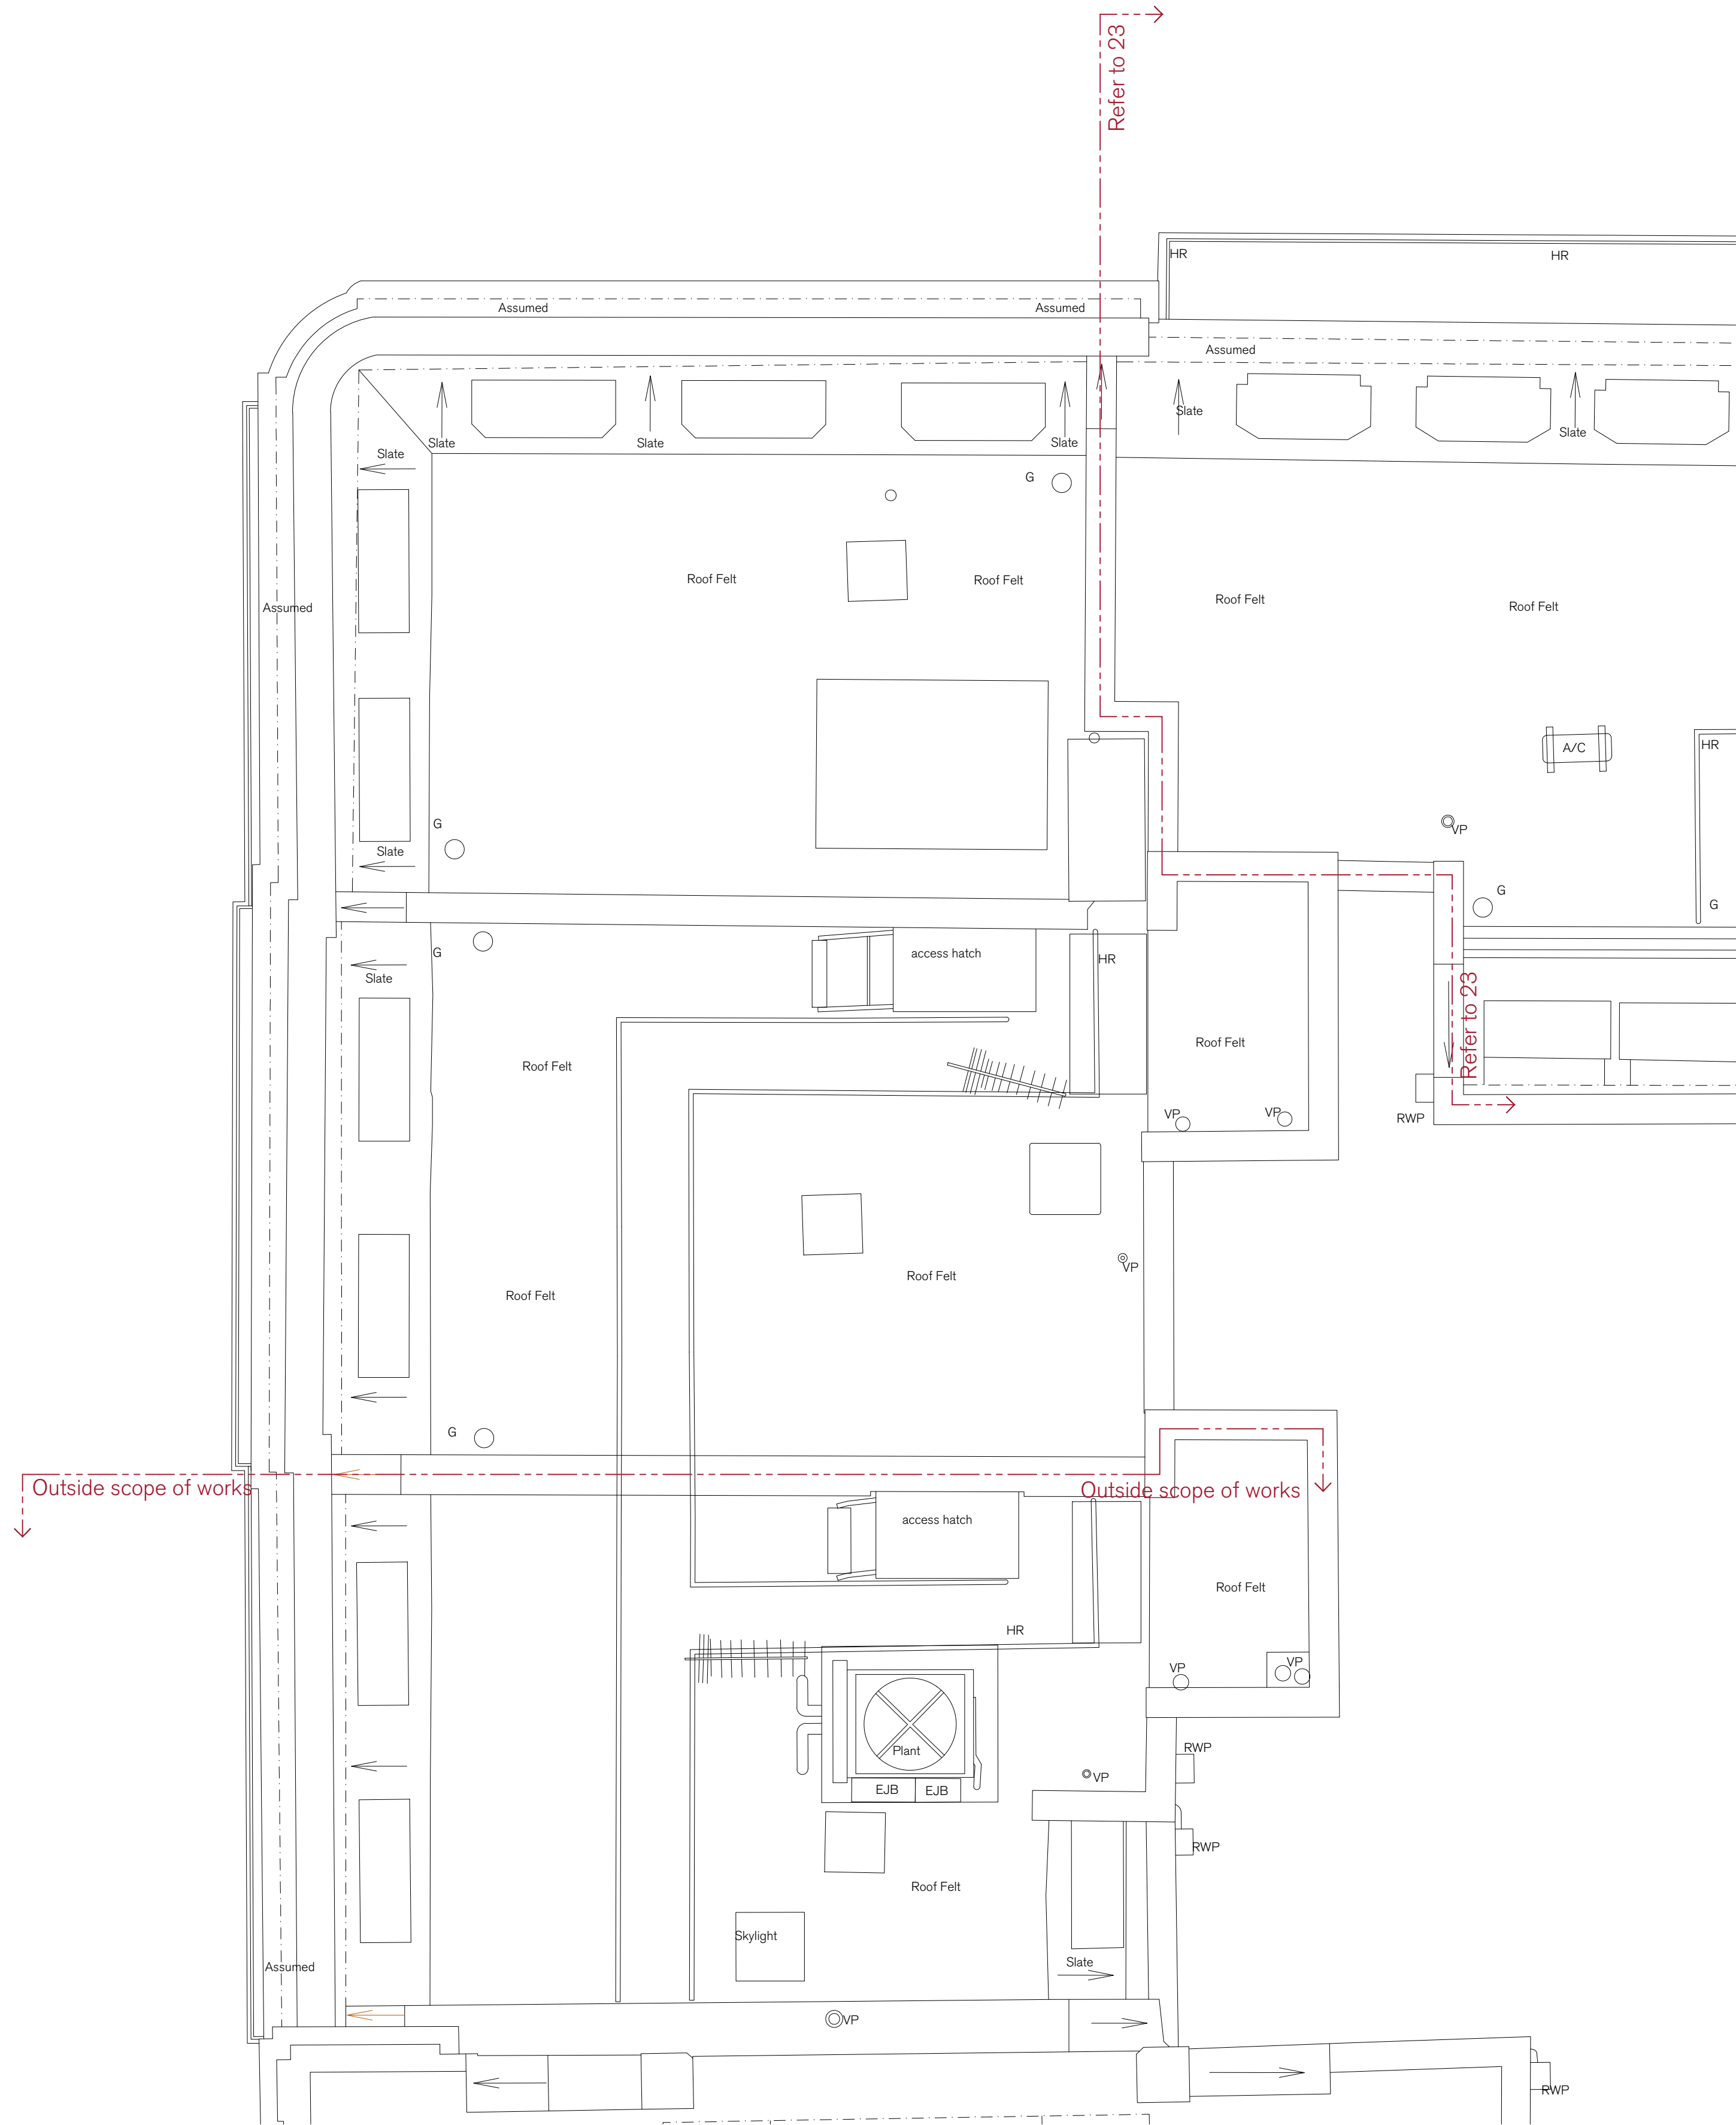 Refer to 23
HR
HR
Assumed
Assumed
Assumed
Slate
Slate
Slate
Slate
Slate
Slate
G
Roof Felt
Roof Felt
Roof Felt
Roof Felt
Assumed
A/C
HR
G
VP
Slate
G
G
G
access hatch
HR
Slate
Refer to 23
Roof Felt
Roof Felt
VP
VP
RWP
VP
Roof Felt
Roof Felt
G
Outside scope of works
Outside scope of works
access hatch
Roof Felt
HR
VP
VP
RWP
Plant
VP
EJB
EJB
RWP
Roof Felt
Skylight
Slate
Assumed
VP
RWP